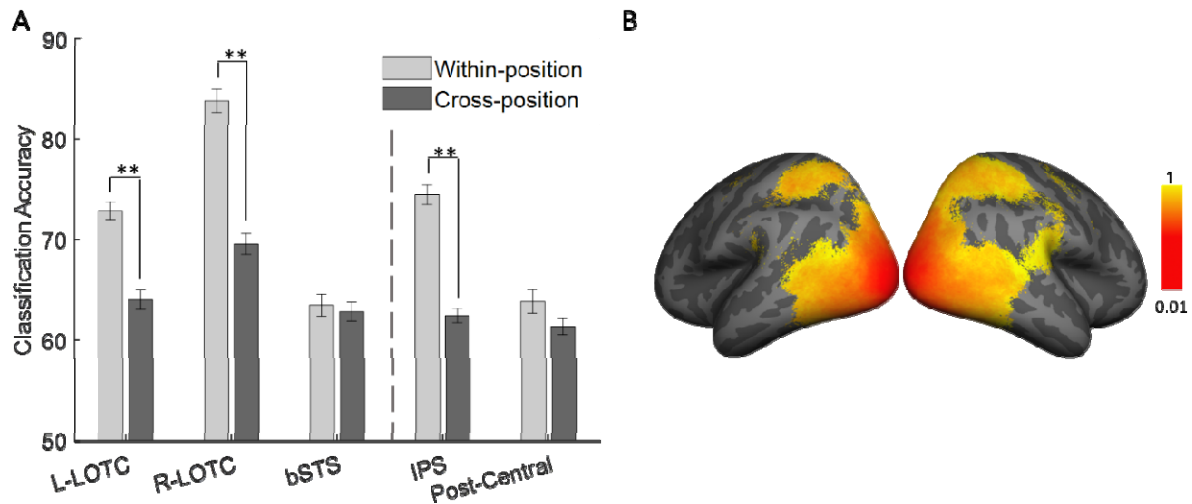 A
B
90
80
70
60
50
Classification Accuracy
**
**
**
Within-position
Cross-position
L-LOTC
R-LOTC
bSTS
IPS
Post-Central
1
0.01